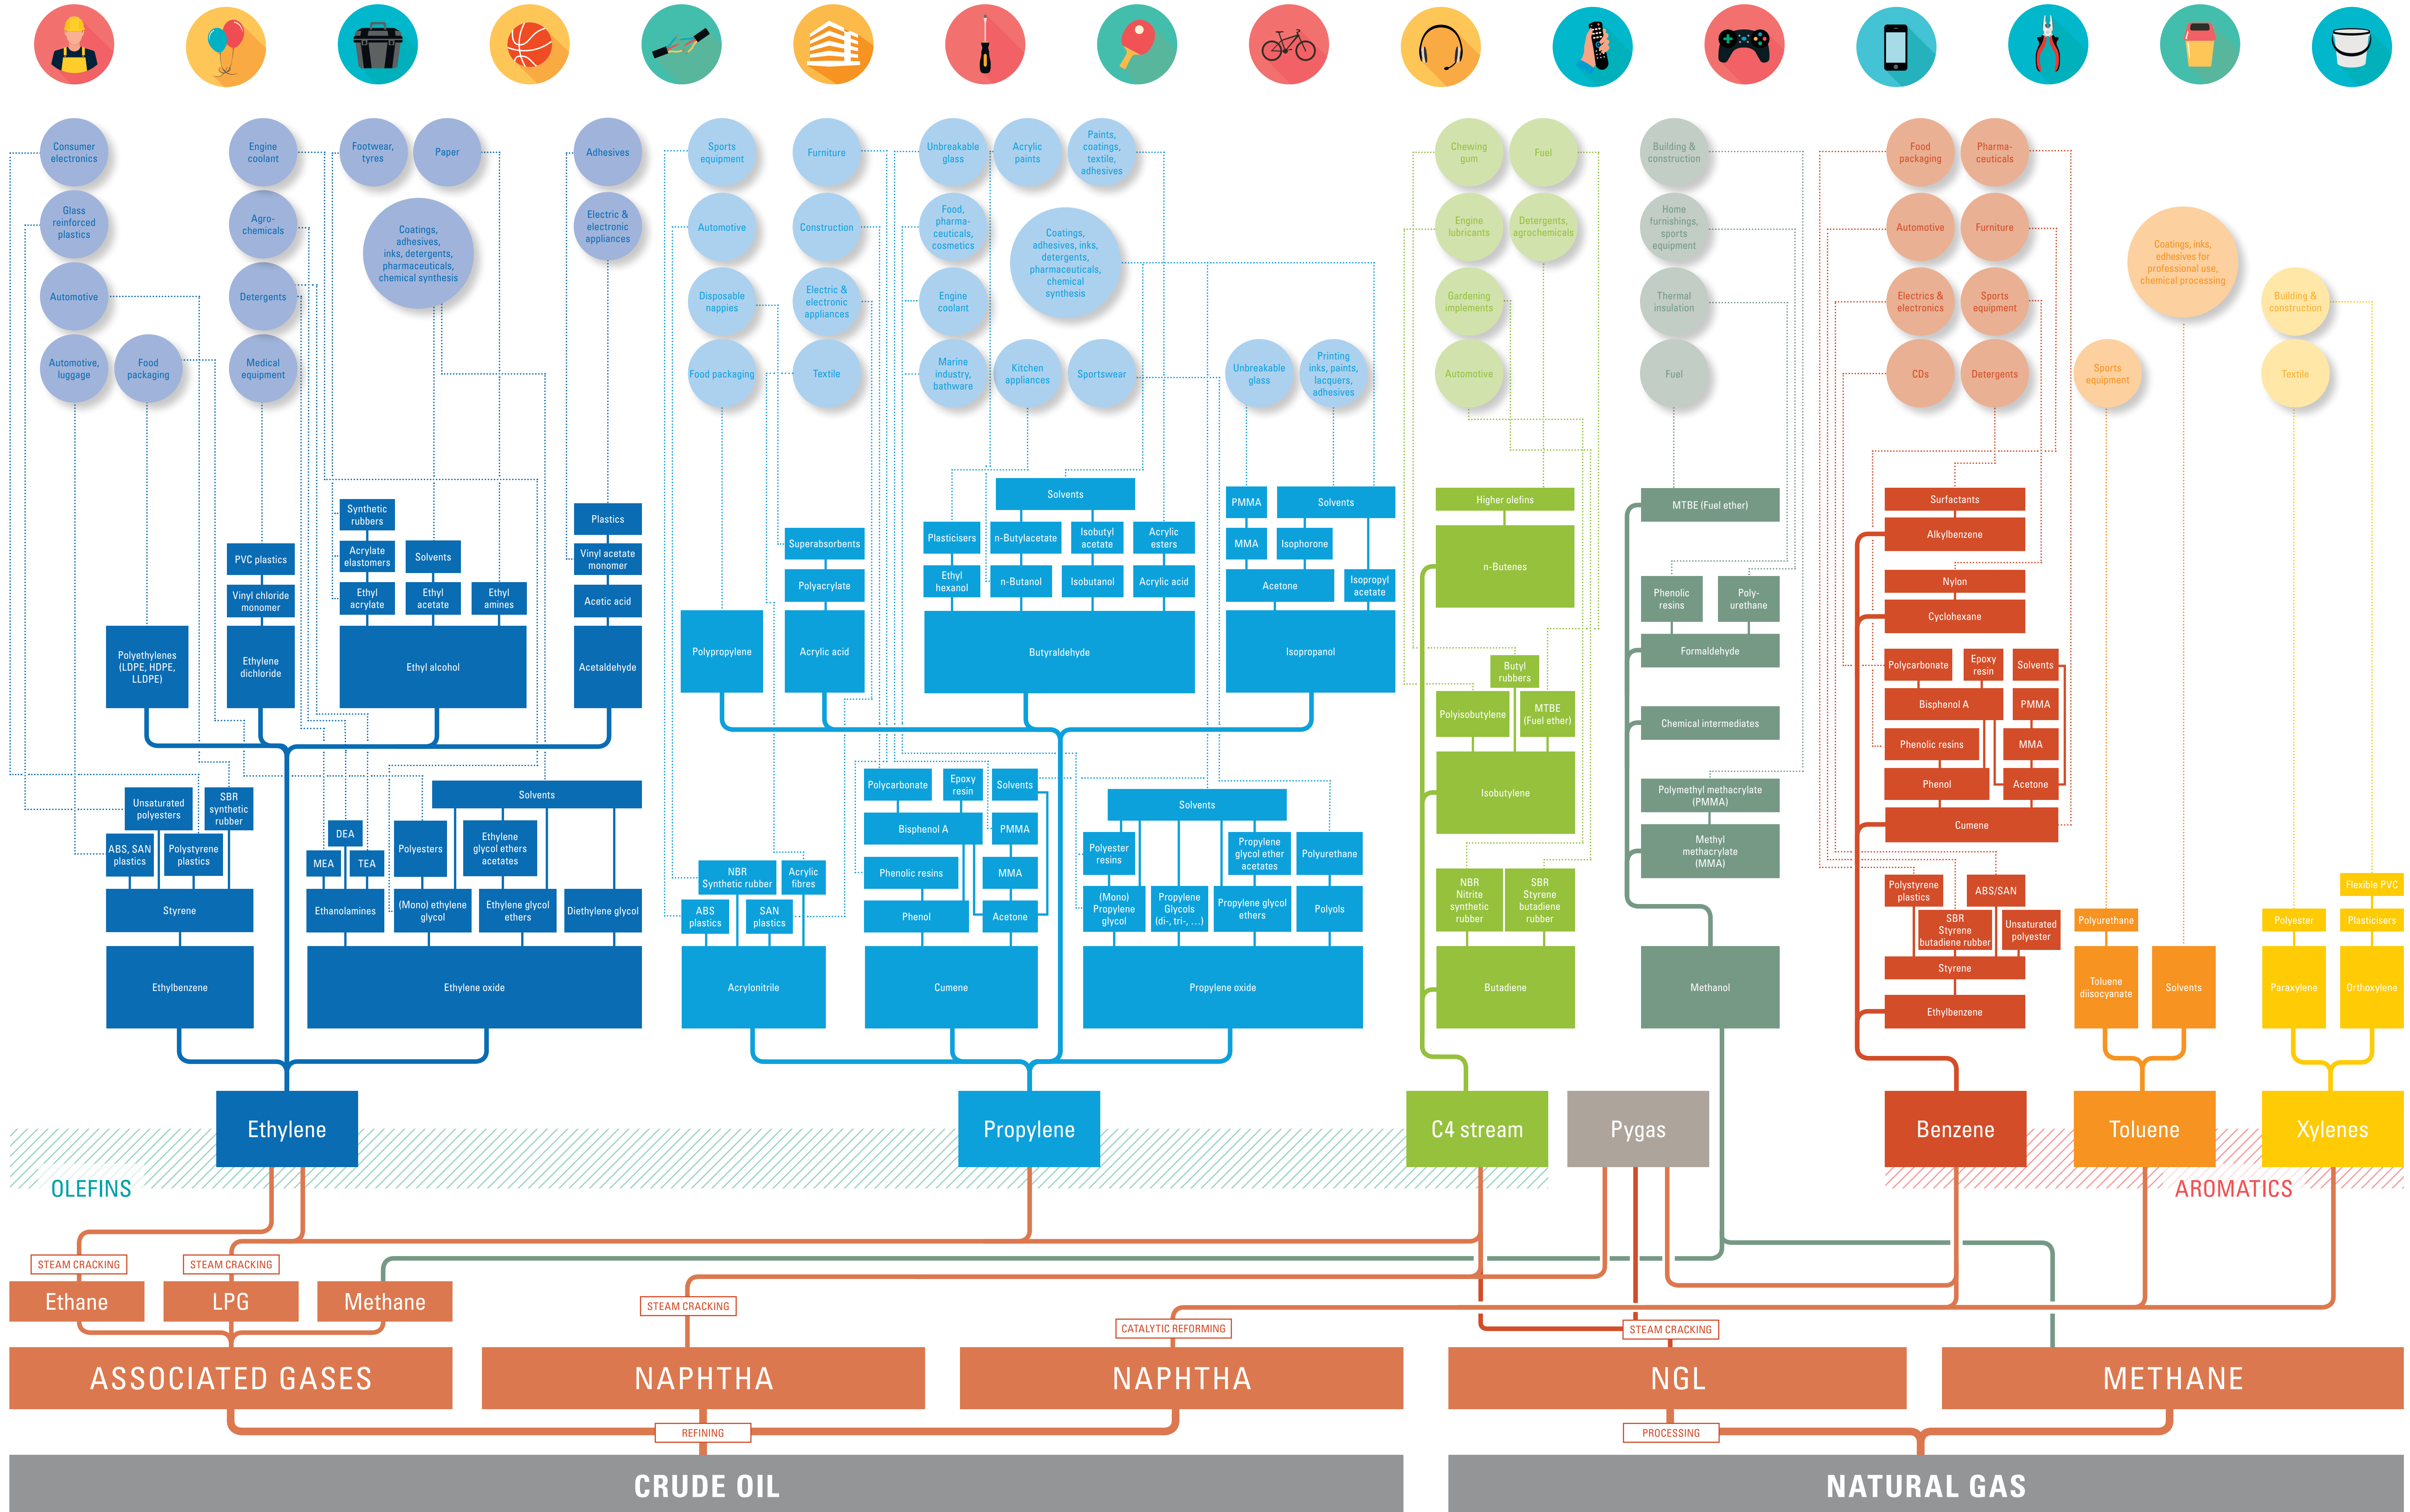 Consumer
electronics
Engine
coolant
Footwear,
tyres
Paper
Adhesives
Sports
equipment
Furniture
Unbreakable
glass
Acrylic
paints
Paints,
coatings,
textile,
adhesives
Chewing
gum
Fuel
Building &
construction
Food
packaging
Pharma-
ceuticals
Glass
reinforced
plastics
Agro-
chemicals
Coatings,
adhesives,
inks, detergents,
pharmaceuticals,
chemical synthesis
Electric &
electronic
appliances
Automotive
Construction
Food,
pharma-
ceuticals,
cosmetics
Coatings,
adhesives, inks,
detergents,
pharmaceuticals,
chemical
synthesis
Engine
lubricants
Detergents,
agrochemicals
Home
furnishings,
sports
equipment
Automotive
Furniture
Coatings, inks,
edhesives for
professional use,
chemical processing
Automotive
Detergents
Disposable
nappies
Electric &
electronic
appliances
Engine
coolant
Gardening
implements
Thermal
insulation
Electrics &
electronics
Sports
equipment
Building &
construction
Automotive,
luggage
Food
packaging
Medical
equipment
Food packaging
Textile
Marine
industry,
bathware
Kitchen
appliances
Sportswear
Unbreakable
glass
Printing
inks, paints,
lacquers,
adhesives
Automotive
Fuel
CDs
Detergents
Sports
equipment
Textile
Polyethylenes
(LDPE, HDPE,
LLDPE)
PVC plastics
Vinyl chloride
monomer
Ethylene
dichloride
Synthetic
rubbers
Acrylate
elastomers
Ethyl
acrylate
Solvents
Ethyl
acetate
Ethyl
amines
Ethyl alcohol
Plastics
Vinyl acetate
monomer
Acetic acid
Acetaldehyde
Polypropylene
Superabsorbents
Polyacrylate
Acrylic acid
Solvents
Plasticisers
n-Butylacetate
Isobutyl
acetate
Acrylic
esters
Ethyl
hexanol
n-Butanol
Isobutanol
Acrylic acid
Butyraldehyde
PMMA
Solvents
MMA
Isophorone
Acetone
Isopropyl
acetate
Isopropanol
Higher olefins
n-Butenes
Butyl
rubbers
Polyisobutylene
MTBE
(Fuel ether)
Isobutylene
NBR
Nitrite
synthetic
rubber
SBR
Styrene
butadiene
rubber
Butadiene
MTBE (Fuel ether)
Phenolic
resins
Poly-
urethane
Formaldehyde
Chemical intermediates
Polymethyl methacrylate
(PMMA)
Methyl
methacrylate
(MMA)
Methanol
Surfactants
Alkylbenzene
Nylon
Cyclohexane
Polycarbonate
Epoxy
resin
Solvents
Bisphenol A
PMMA
Phenolic resins
MMA
Phenol
Acetone
Cumene
Polystyrene
plastics
ABS/SAN
SBR
Styrene
butadiene rubber
Unsaturated
polyester
Styrene
Ethylbenzene
Polyurethane
Toluene
diisocyanate
Solvents
Polyester
Paraxylene
Flexible PVC
Plasticisers
Orthoxylene
Unsaturated
polyesters
SBR
synthetic
rubber
ABS, SAN
plastics
Polystyrene
plastics
Styrene
Ethylbenzene
DEA
MEA
TEA
Ethanolamines
Solvents
Polyesters
Ethylene
glycol ethers
acetates
(Mono) ethylene
glycol
Ethylene glycol
ethers
Diethylene glycol
Ethylene oxide
NBR
Synthetic rubber
Acrylic
fibres
ABS
plastics
SAN
plastics
Acrylonitrile
Polycarbonate
Epoxy
resin
Solvents
Bisphenol A
PMMA
Phenolic resins
MMA
Phenol
Acetone
Cumene
Solvents
Polyester
resins
Propylene
glycol ether
acetates
Polyurethane
(Mono)
Propylene
glycol
Propylene
Glycols
(di-, tri-, ...)
Propylene glycol
ethers
Polyols
Propylene oxide
Ethylene
Propylene
C4 stream
Pygas
Benzene
Toluene
Xylenes
OLEFINS
AROMATICS
STEAM CRACKING
STEAM CRACKING
Ethane
LPG
Methane
STEAM CRACKING
CATALYTIC REFORMING
STEAM CRACKING
ASSOCIATED GASES
NAPHTHA
NAPHTHA
NGL
METHANE
REFINING
PROCESSING
CRUDE OIL
NATURAL GAS